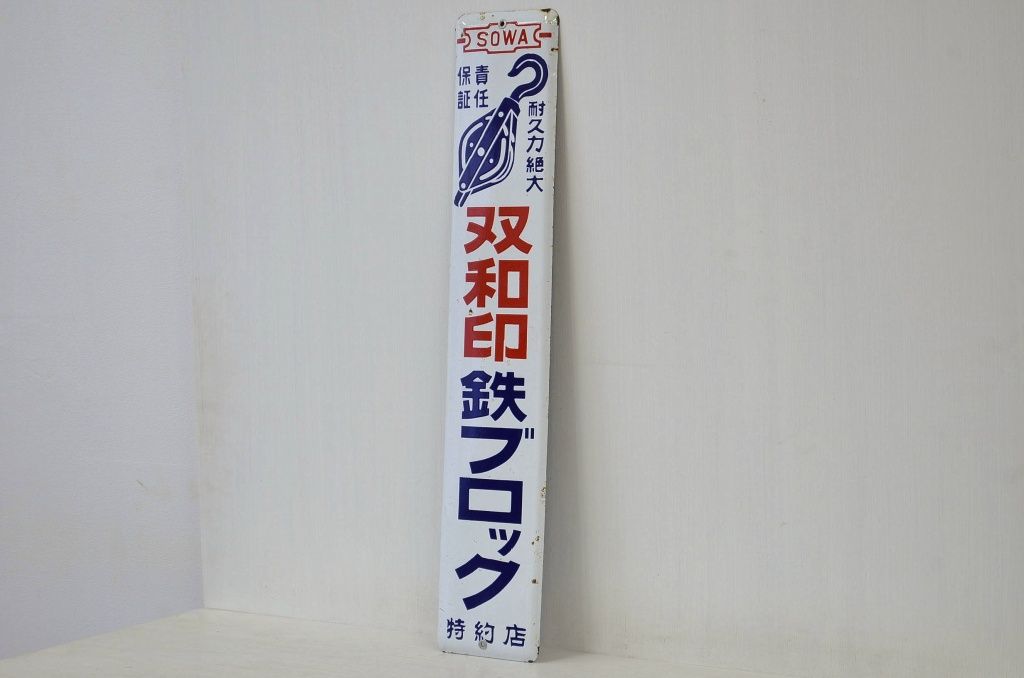 SOWA
責任
保証
耐久力絶大
双和印
鉄ブロック
特約店